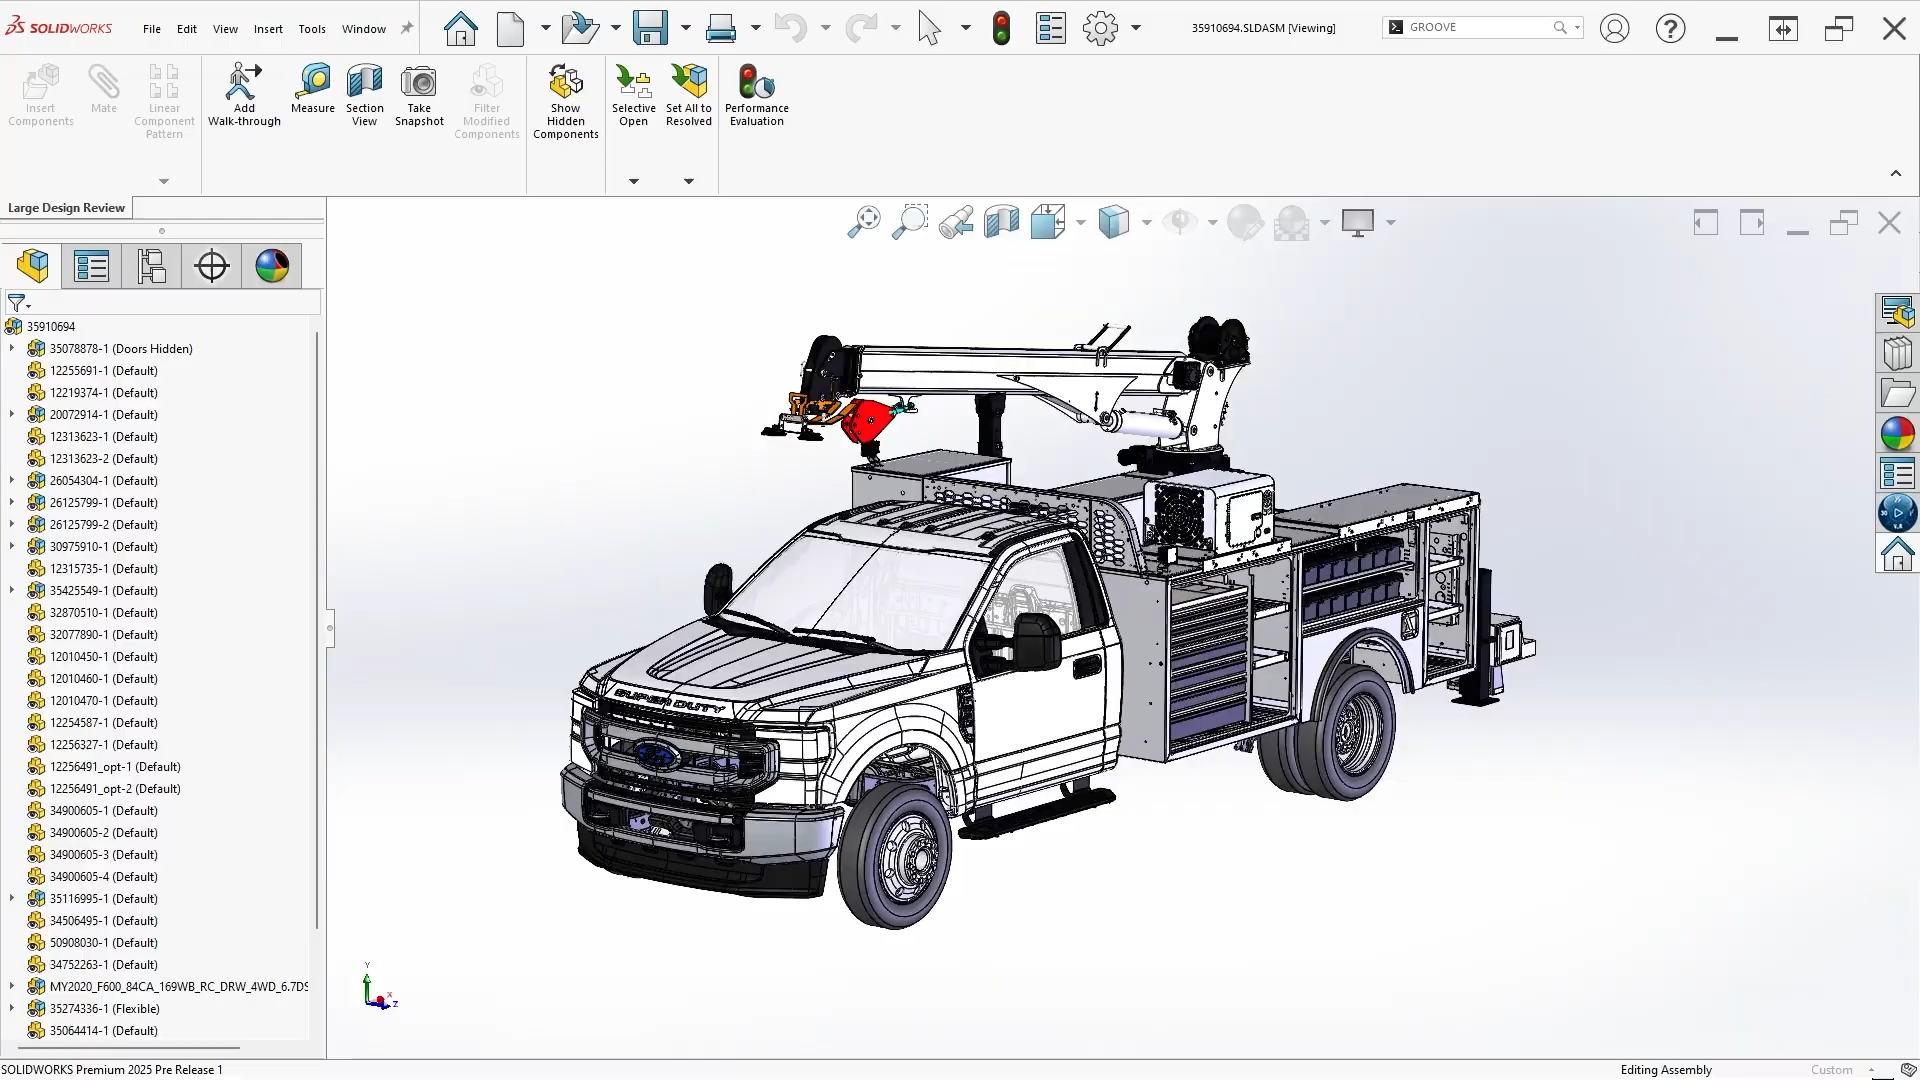 SOLIDWORKS
File Edit View Insert Tools Window
35910694.SLDASM [Viewing]
GROOVE
Insert Components
Mate
Linear Component Pattern
Add Walk-through
Measure
Section View
Take Snapshot
Filter Modified Components
Show Hidden Components
Selective Open
Set All to Resolved
Performance Evaluation
Large Design Review
35910694
35078878-1 (Doors Hidden)
12255691-1 (Default)
12219374-1 (Default)
20072914-1 (Default)
12313623-1 (Default)
12313623-2 (Default)
26054304-1 (Default)
26125799-1 (Default)
26125799-2 (Default)
30975910-1 (Default)
12315735-1 (Default)
35425549-1 (Default)
32870510-1 (Default)
32077890-1 (Default)
12010450-1 (Default)
12010460-1 (Default)
12010470-1 (Default)
12254587-1 (Default)
12256327-1 (Default)
12256491_opt-1 (Default)
12256491_opt-2 (Default)
34900605-1 (Default)
34900605-2 (Default)
34900605-3 (Default)
34900605-4 (Default)
35116995-1 (Default)
34506495-1 (Default)
50908030-1 (Default)
34752263-1 (Default)
MY2020_F600_84CA_169WB_RC_DRW_4WD_6.7DS
35274336-1 (Flexible)
35064414-1 (Default)
SUPER DUTY
Y
X
Z
SOLIDWORKS Premium 2025 Pre Release 1
Editing Assembly
Custom